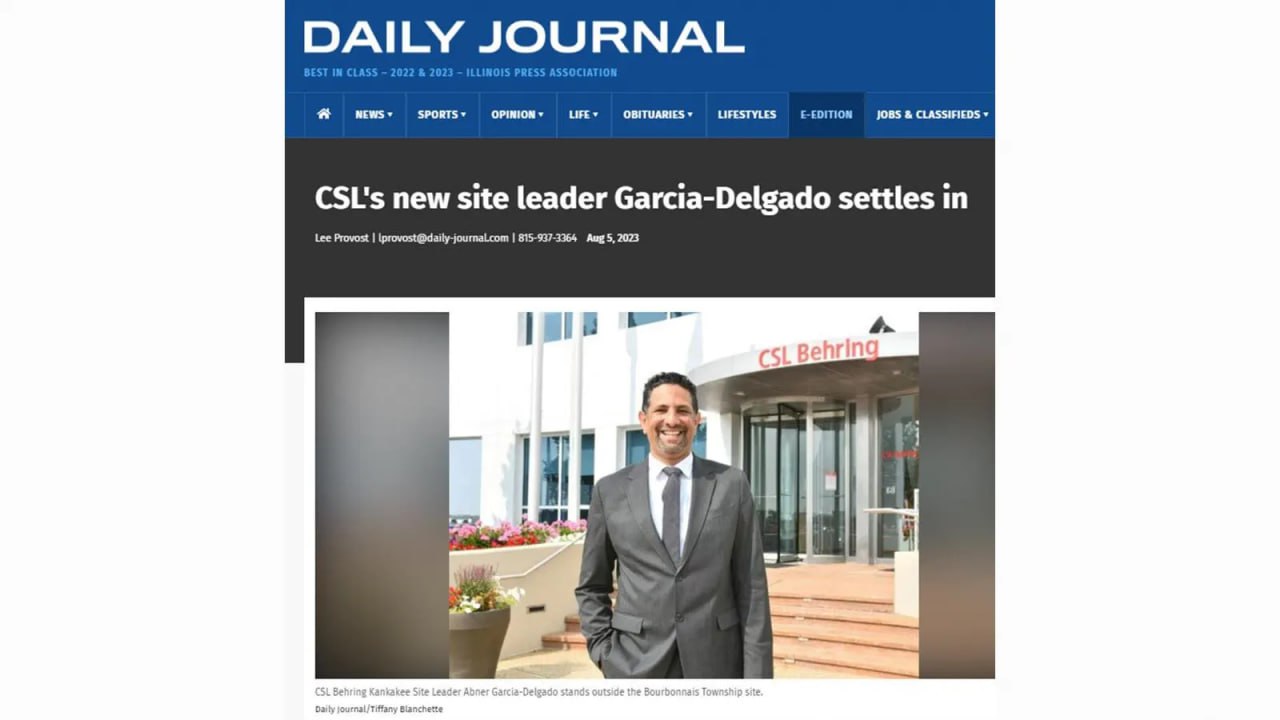 DAILY JOURNAL
BEST IN CLASS – 2022 & 2023 – ILLINOIS PRESS ASSOCIATION
NEWS SPORTS OPINION LIFE OBITUARIES LIFESTYLES E-EDITION JOBS & CLASSIFIEDS
CSL's new site leader Garcia-Delgado settles in
Lee Provost | lprovost@daily-journal.com | 815-937-3364 Aug 5, 2023
CSL Behring
CSL Behring Kankakee Site Leader Abner Garcia-Delgado stands outside the Bourbonnais Township site.
Daily Journal/Tiffany Blanchette